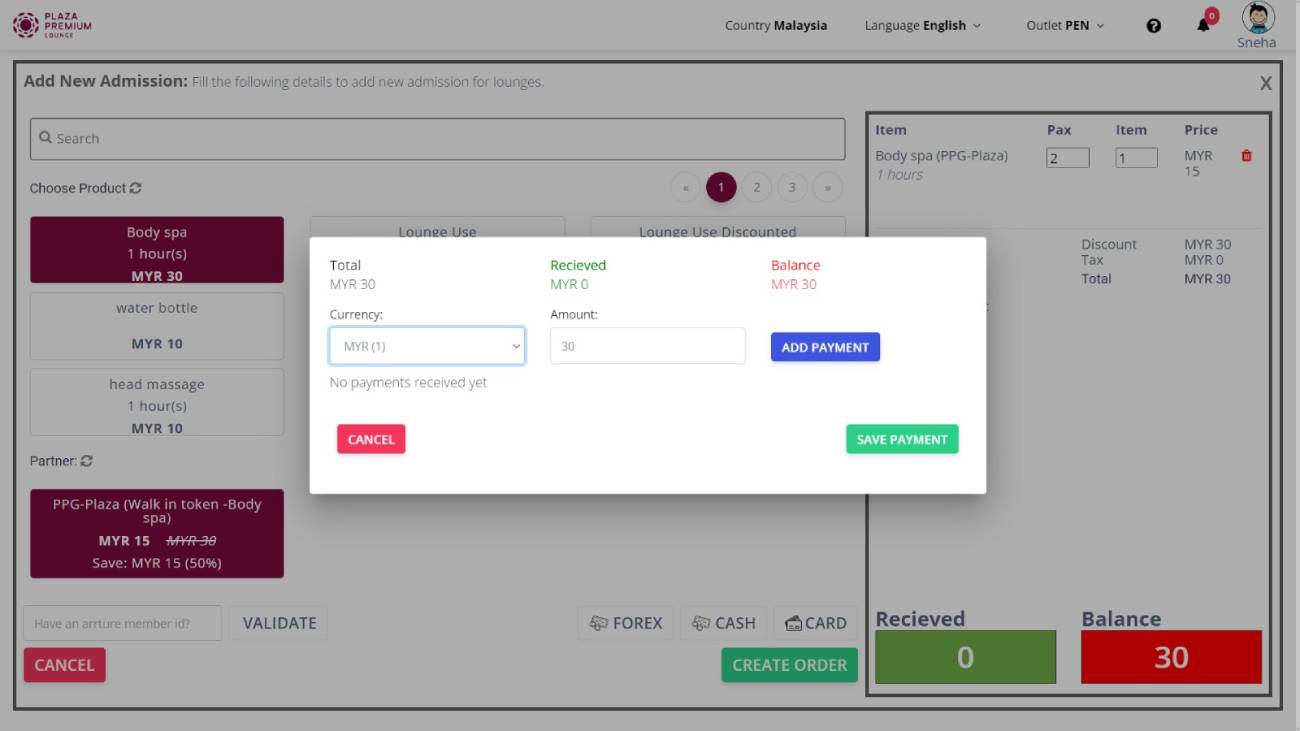 PLAZA
PREMIUM
LOUNGE
Country Malaysia
Language English
Outlet PEN
?
0
Sneha
Add New Admission: Fill the following details to add new admission for lounges.
X
Search
Choose Product
«
1
2
3
»
Body spa
1 hour(s)
MYR 30
Lounge Use
Lounge Use Discounted
water bottle
MYR 10
head massage
1 hour(s)
MYR 10
Partner:
PPG-Plaza (Walk in token -Body
spa)
MYR 15 MYR 30
Save: MYR 15 (50%)
Have an arrture member id?
VALIDATE
FOREX
CASH
CARD
CANCEL
CREATE ORDER
Total
MYR 30
Recieved
MYR 0
Balance
MYR 30
Currency:
MYR (1)
Amount:
30
ADD PAYMENT
No payments received yet
CANCEL
SAVE PAYMENT
Item Pax Item Price
Body spa (PPG-Plaza)
1 hours
2
1
MYR
15
Discount MYR 30
Tax MYR 0
Total MYR 30
Recieved
0
Balance
30